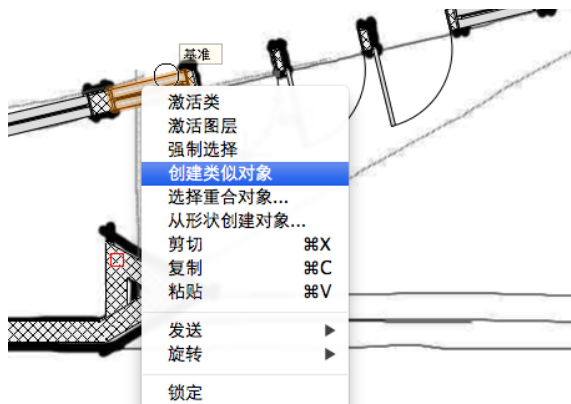 基准
激活类
激活图层
强制选择
创建类似对象
选择重合对象...
从形状创建对象...
剪切 ⌘X
复制 ⌘C
粘贴 ⌘V
发送 ▶
旋转 ▶
锁定